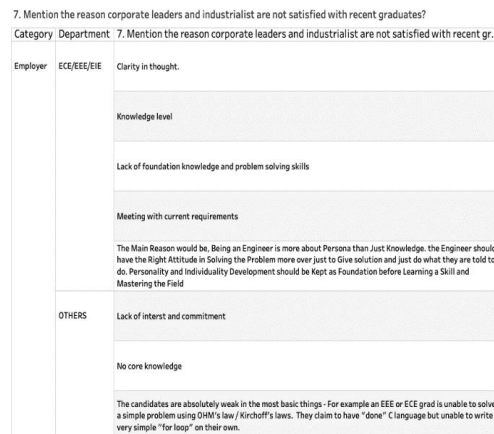 7. Mention the reason corporate leaders and industrialist are not satisfied with recent graduates?
Category Department 7. Mention the reason corporate leaders and industrialist are not satisfied with recent gr..
Employer ECE/EEE/EIE Clarity in thought.
Knowledge level
Lack of foundation knowledge and problem solving skills
Meeting with current requirements
The Main Reason would be, Being an Engineer is more about Persona than Just Knowledge. the Engineer should
have the Right Attitude in Solving the Problem more over just to Give solution and just do what they are told to
do. Personality and Individuality Development should be Kept as Foundation before Learning a Skill and
Mastering the Field
OTHERS Lack of interst and commitment
No core knowledge
The candidates are absolutely weak in the most basic things - For example an EEE or ECE grad is unable to solve
a simple problem using OHM's law / Kirchoff's laws. They claim to have "done" C language but unable to write
very simple "for loop" on their own.